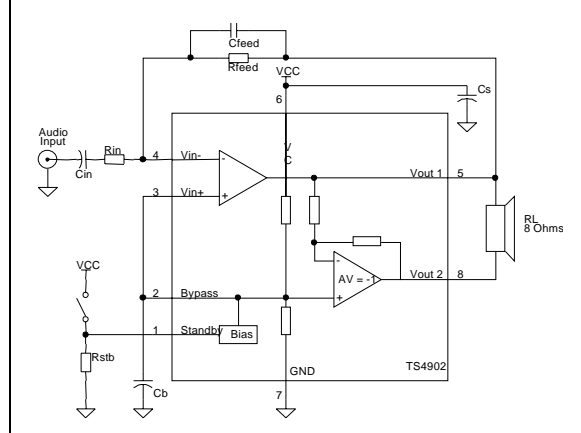 Cfeed
Rfeed
VCC
6
Cs
Audio
Input
Rin
Cin
4
Vin-
-
VCC
Vout 1
5
3
Vin+
+
RL
8 Ohms
VCC
-
AV = -1
Vout 2
8
2
Bypass
+
1
Standby
Bias
Rstb
GND
TS4902
Cb
7